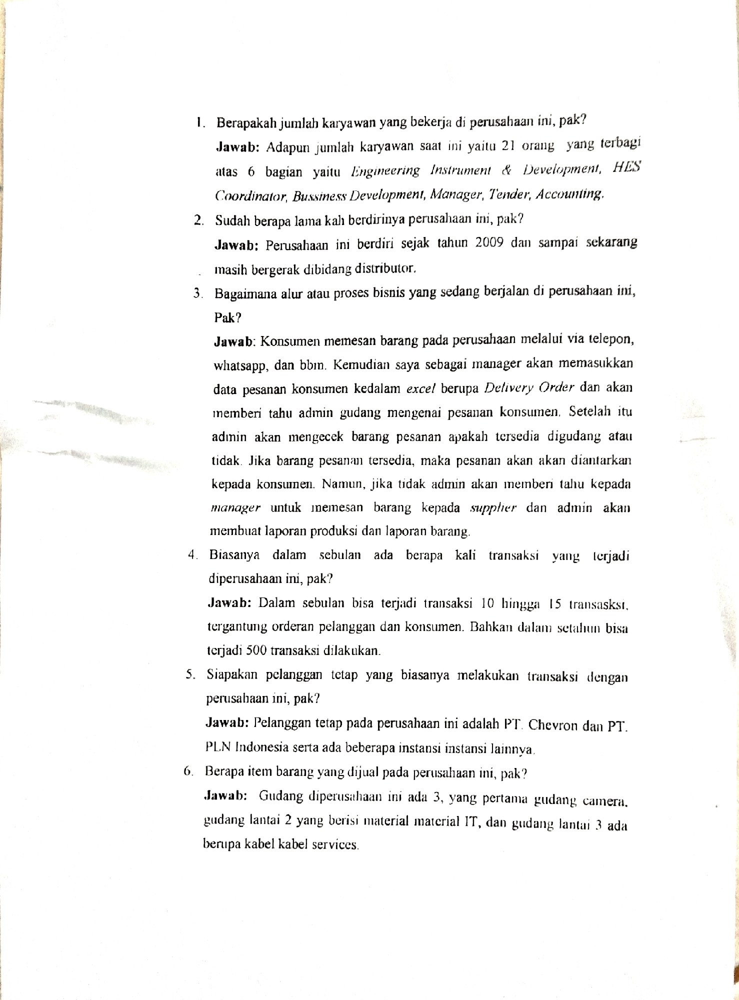 1. Berapakah jumlah karyawan yang bekerja di perusahaan ini, pak?
Jawab: Adapun jumlah karyawan saat ini yaitu 21 orang yang terbagi
atas 6 bagian yaitu Engineering Instrument & Development, HES
Coordinator, Bussiness Development, Manager, Tender, Accounting.
2. Sudah berapa lama kah berdirinya perusahaan ini, pak?
Jawab: Perusahaan ini berdiri sejak tahun 2009 dan sampai sekarang
masih bergerak dibidang distributor.
3. Bagaimana alur atau proses bisnis yang sedang berjalan di perusahaan ini,
Pak?
Jawab: Konsumen memesan barang pada perusahaan melalui via telepon,
whatsapp, dan bbm. Kemudian saya sebagai manager akan memasukkan
data pesanan konsumen kedalam excel berupa Delivery Order dan akan
memberi tahu admin gudang mengenai pesanan konsumen. Setelah itu
admin akan mengecek barang pesanan apakah tersedia digudang atau
tidak. Jika barang pesanan tersedia, maka pesanan akan akan diantarkan
kepada konsumen. Namun, jika tidak admin akan memberi tahu kepada
manager untuk memesan barang kepada supplier dan admin akan
membuat laporan produksi dan laporan barang.
4. Biasanya dalam sebulan ada berapa kali transaksi yang terjadi
diperusahaan ini, pak?
Jawab: Dalam sebulan bisa terjadi transaksi 10 hingga 15 transasksi,
tergantung orderan pelanggan dan konsumen. Bahkan dalam setahun bisa
terjadi 500 transaksi dilakukan.
5. Siapakan pelanggan tetap yang biasanya melakukan transaksi dengan
perusahaan ini, pak?
Jawab: Pelanggan tetap pada perusahaan ini adalah PT. Chevron dan PT.
PLN Indonesia serta ada beberapa instansi instansi lainnya.
6. Berapa item barang yang dijual pada perusahaan ini, pak?
Jawab: Gudang diperusahaan ini ada 3, yang pertama gudang camera,
gudang lantai 2 yang berisi material material IT, dan gudang lantai 3 ada
berupa kabel kabel services.